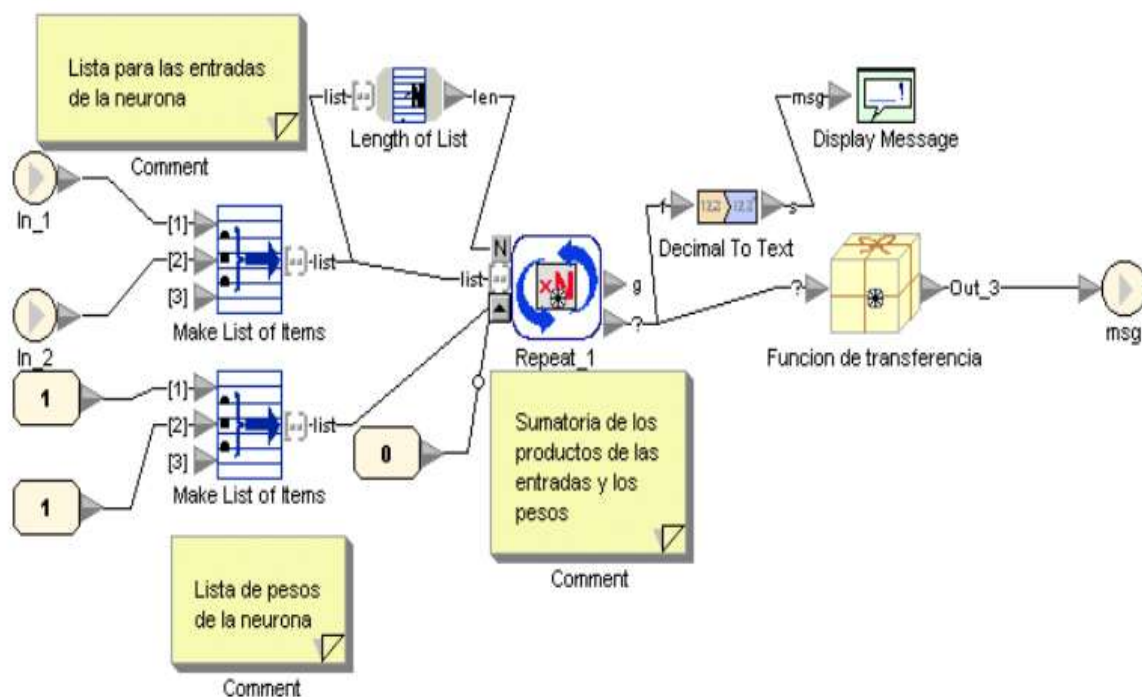 Lista para las entradas
de la neurona
Comment
list
len
Length of List
msg
Display Message
In_1
[1]
[2]
[3]
list
Make List of Items
In_2
f
s
Decimal To Text
N
list
g
?
Repeat_1
?
Out_3
Funcion de transferencia
msg
1
[1]
[2]
[3]
list
Make List of Items
1
0
Sumatoria de los
productos de las
entradas y los
pesos
Comment
Lista de pesos
de la neurona
Comment